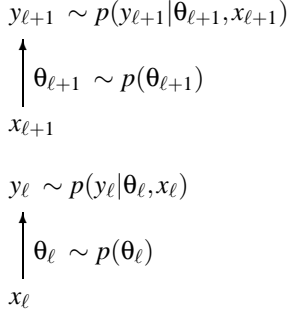 y_{ℓ+1} ∼ p(y_{ℓ+1}|θ_{ℓ+1}, x_{ℓ+1})
θ_{ℓ+1} ∼ p(θ_{ℓ+1})
x_{ℓ+1}
y_ℓ ∼ p(y_ℓ|θ_ℓ, x_ℓ)
θ_ℓ ∼ p(θ_ℓ)
x_ℓ